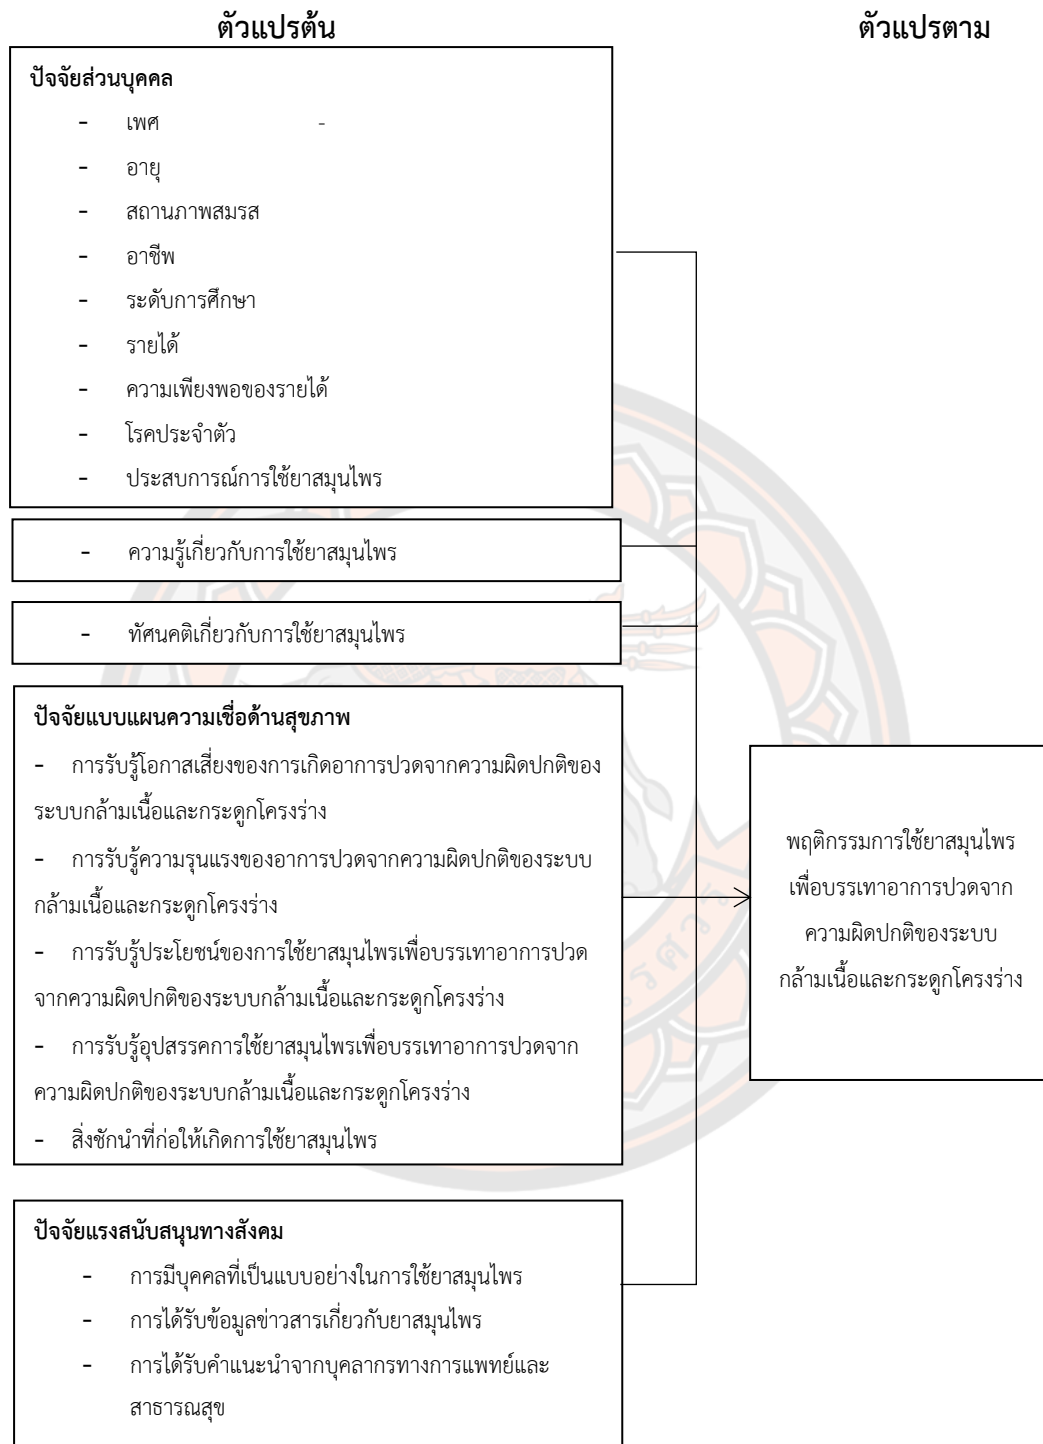 ตัวแปรต้น
ตัวแปรตาม
ปัจจัยส่วนบุคคล
- เพศ -
- อายุ
- สถานภาพสมรส
- อาชีพ
- ระดับการศึกษา
- รายได้
- ความเพียงพอของรายได้
- โรคประจำตัว
- ประสบการณ์การใช้ยาสมุนไพร
- ความรู้เกี่ยวกับการใช้ยาสมุนไพร
- ทัศนคติเกี่ยวกับการใช้ยาสมุนไพร
ปัจจัยแบบแผนความเชื่อด้านสุขภาพ
- การรับรู้โอกาสเสี่ยงของการเกิดอาการปวดจากความผิดปกติของ
ระบบกล้ามเนื้อและกระดูกโครงร่าง
- การรับรู้ความรุนแรงของอาการปวดจากความผิดปกติของระบบ
กล้ามเนื้อและกระดูกโครงร่าง
- การรับรู้ประโยชน์ของการใช้ยาสมุนไพรเพื่อบรรเทาอาการปวด
จากความผิดปกติของระบบกล้ามเนื้อและกระดูกโครงร่าง
- การรับรู้อุปสรรคการใช้ยาสมุนไพรเพื่อบรรเทาอาการปวดจาก
ความผิดปกติของระบบกล้ามเนื้อและกระดูกโครงร่าง
- สิ่งชักนำที่ก่อให้เกิดการใช้ยาสมุนไพร
ปัจจัยแรงสนับสนุนทางสังคม
- การมีบุคคลที่เป็นแบบอย่างในการใช้ยาสมุนไพร
- การได้รับข้อมูลข่าวสารเกี่ยวกับยาสมุนไพร
- การได้รับคำแนะนำจากบุคลากรทางการแพทย์และ
สาธารณสุข
พฤติกรรมการใช้ยาสมุนไพร
เพื่อบรรเทาอาการปวดจาก
ความผิดปกติของระบบ
กล้ามเนื้อและกระดูกโครงร่าง